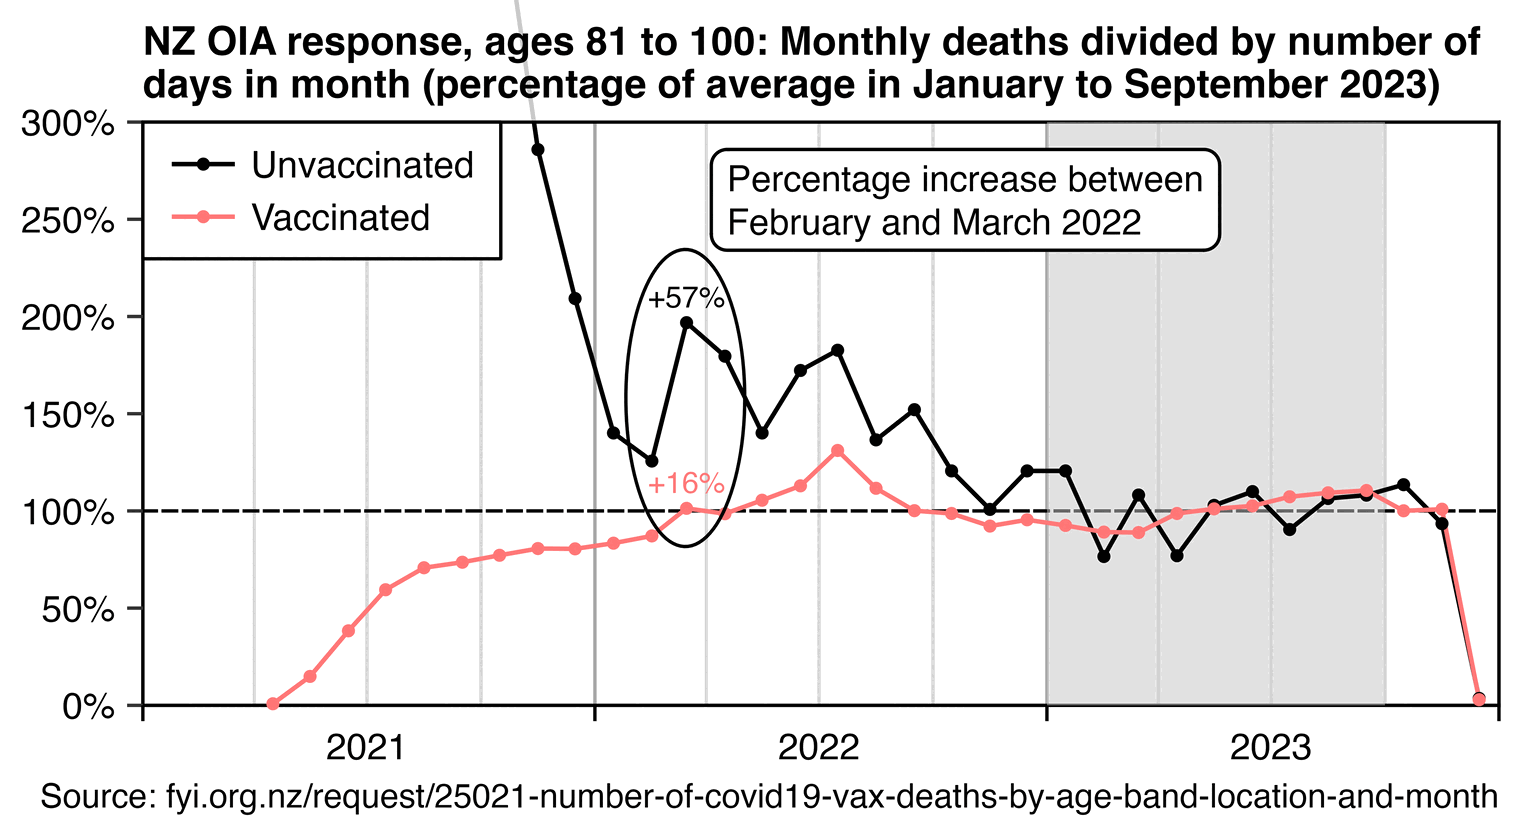 NZ OIA response, ages 81 to 100: Monthly deaths divided by number of
days in month (percentage of average in January to September 2023)
300%
250%
200%
150%
100%
50%
0%
Unvaccinated
Vaccinated
Percentage increase between
February and March 2022
+57%
+16%
2021
2022
2023
Source: fyi.org.nz/request/25021-number-of-covid19-vax-deaths-by-age-band-location-and-month